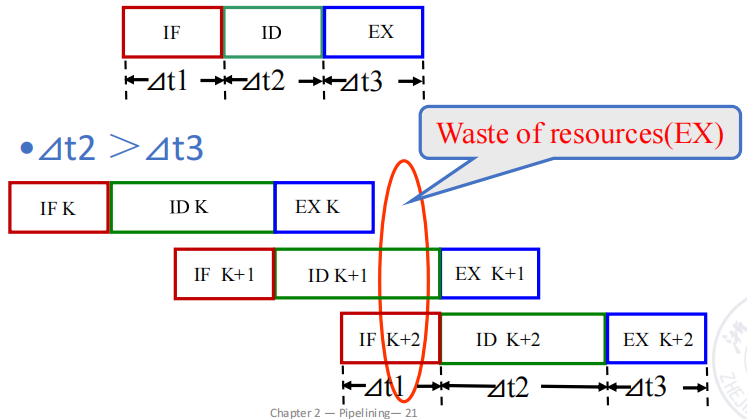 IF ID EX
⊿t1 ⊿t2 ⊿t3
•⊿t2 ＞⊿t3
Waste of resources(EX)
IF K ID K EX K
IF K+1 ID K+1 EX K+1
IF K+2 ID K+2 EX K+2
⊿t1 ⊿t2 ⊿t3
Chapter 2 — Pipelining— 21